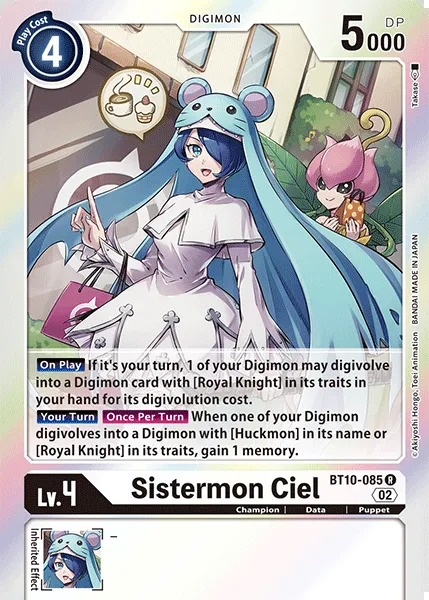 DIGIMON
Play Cost
4
DP
5000
Takase
©Akiyoshi Hongo, Toei Animation BANDAI MADE IN JAPAN
On Play If it's your turn, 1 of your Digimon may digivolve
into a Digimon card with [Royal Knight] in its traits in
your hand for its digivolution cost.
Your Turn Once Per Turn When one of your Digimon
digivolves into a Digimon with [Huckmon] in its name or
[Royal Knight] in its traits, gain 1 memory.
Lv.4
Sistermon Ciel
BT10-085 R
02
Champion | Data | Puppet
Inherited Effect
–